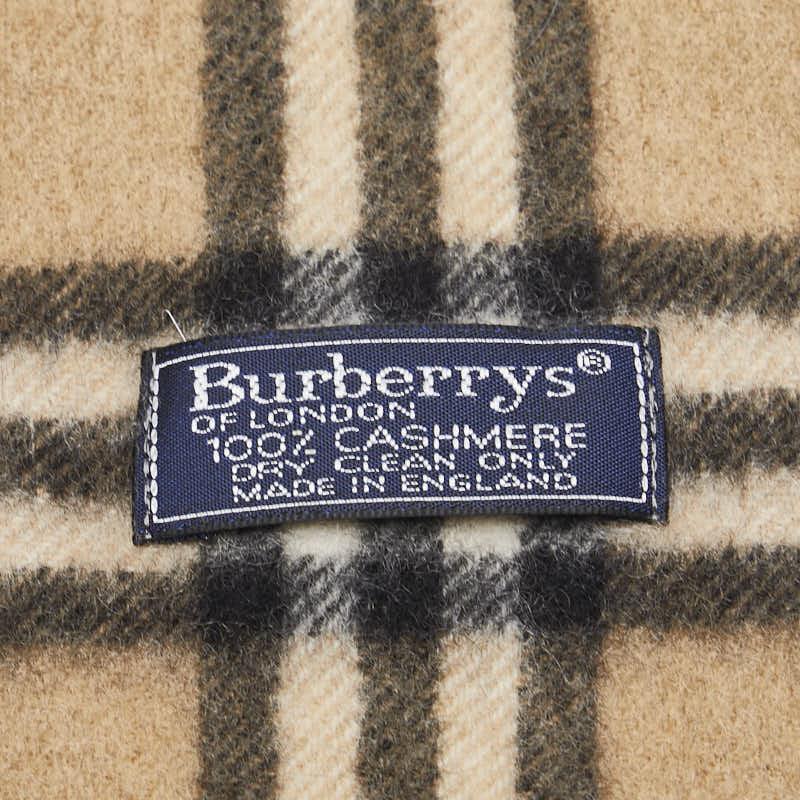 Burberrys®
OF LONDON
100% CASHMERE
DRY CLEAN ONLY
MADE IN ENGLAND